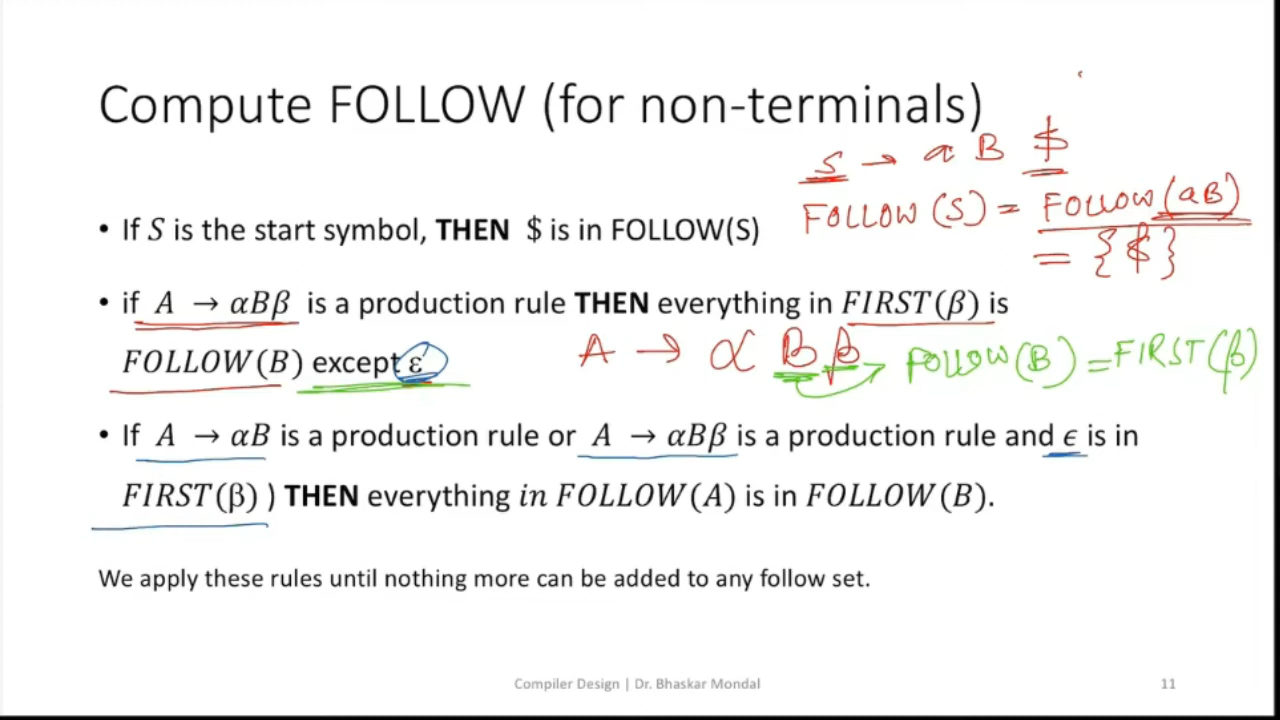 Compute FOLLOW (for non-terminals)
S → a B $
FOLLOW (S) = FOLLOW (aB)
= {$}
• If S is the start symbol, THEN $ is in FOLLOW(S)
• if A → αBβ is a production rule THEN everything in FIRST(β) is
FOLLOW(B) except ε
A → α B β
FOLLOW(B) = FIRST(β)
• If A → αB is a production rule or A → αBβ is a production rule and ϵ is in
FIRST(β) ) THEN everything in FOLLOW(A) is in FOLLOW(B).
We apply these rules until nothing more can be added to any follow set.
Compiler Design | Dr. Bhaskar Mondal
11